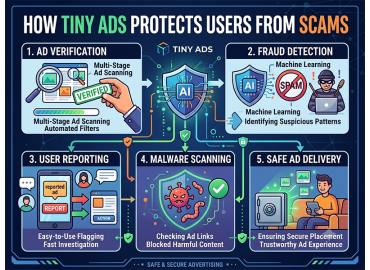 HOW TINY ADS PROTECTS USERS FROM SCAMS
1. AD VERIFICATION
Multi-Stage
Ad Scanning
VERIFIED
Multi-Stage Ad Scanning
Automated Filters
TINY ADS
AI
2. FRAUD DETECTION
Machine Learning
AI
SPAM
Machine Learning
Identifying Suspicious Patterns
3. USER REPORTING
reported
ad
REPORT
ACTION
Easy-to-Use Flagging
Fast Investigation
4. MALWARE SCANNING
Checking Ad Links
Blocked Harmful Content
5. SAFE AD DELIVERY
Ensuring Secure Placement
Trustworthy Ad Experience
SAFE & SECURE ADVERTISING